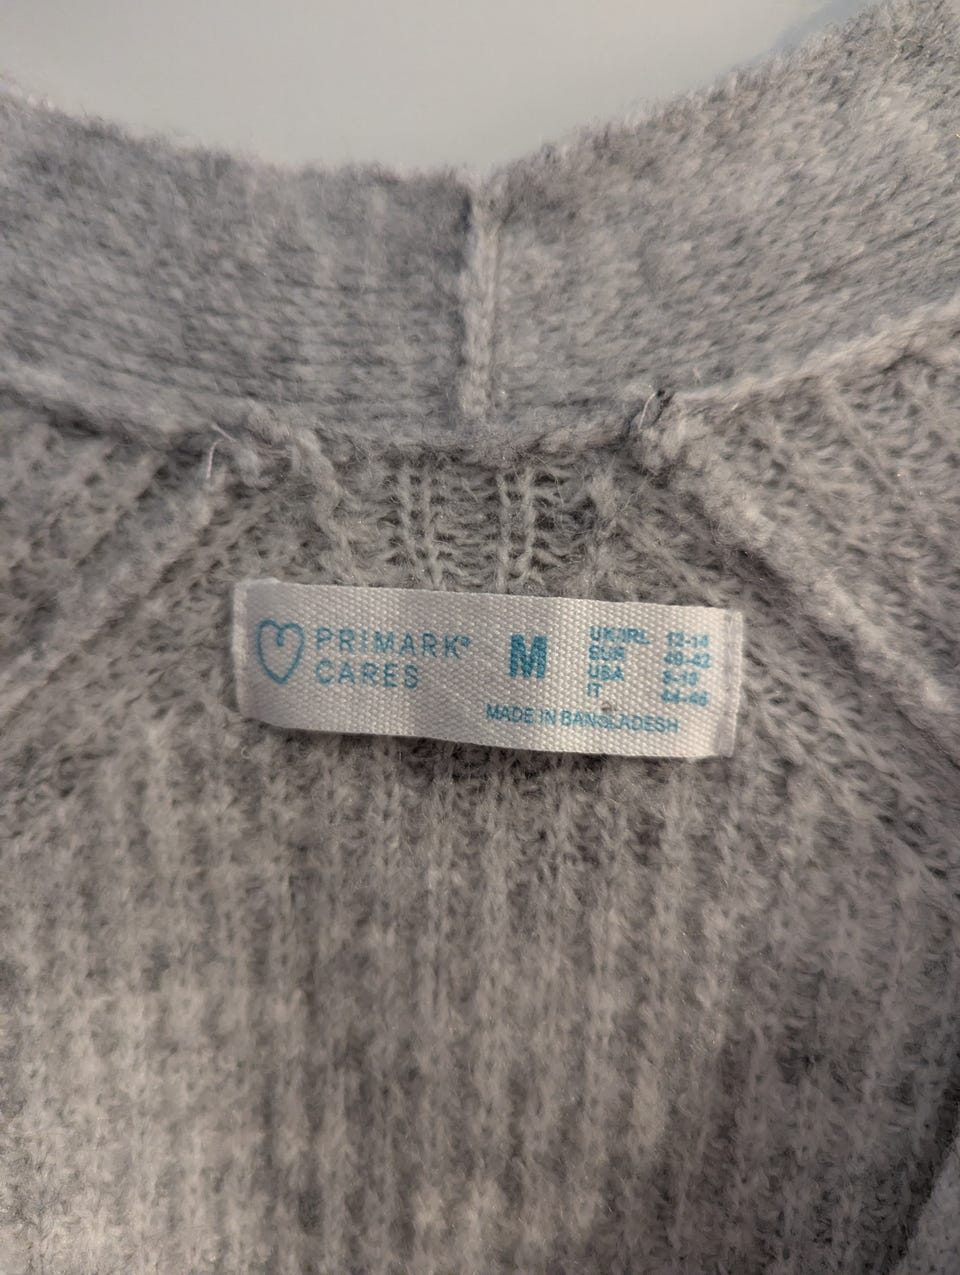 PRIMARK®
CARES
M
UK/IRL 12-14
EUR 40-42
USA 8-10
IT 44-46
MADE IN BANGLADESH